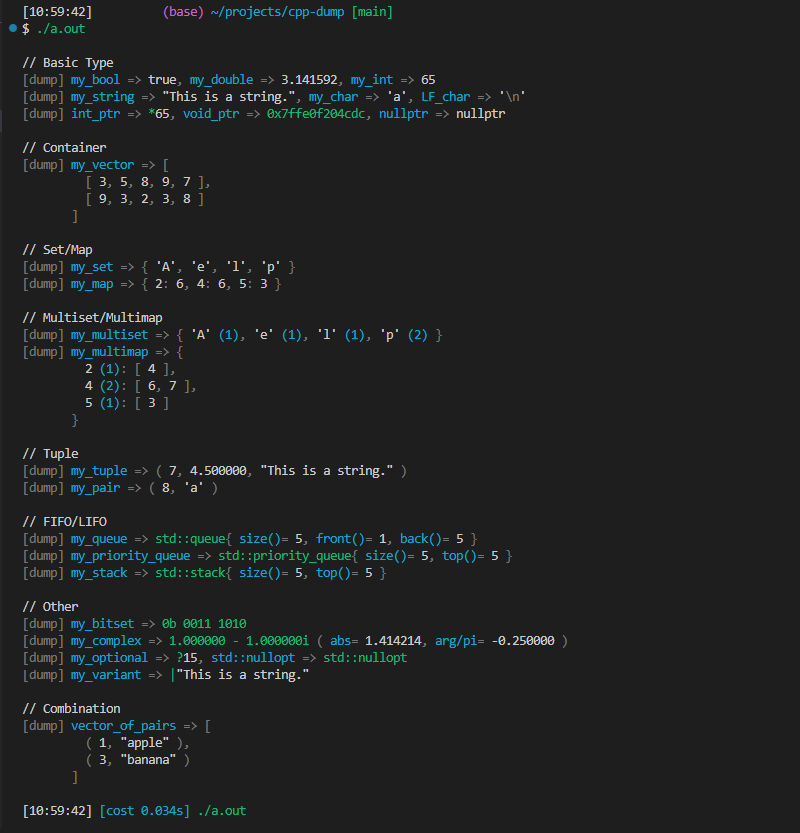 [10:59:42] (base) ~/projects/cpp-dump [main]
$ ./a.out
// Basic Type
[dump] my_bool => true, my_double => 3.141592, my_int => 65
[dump] my_string => "This is a string.", my_char => 'a', LF_char => '\n'
[dump] int_ptr => *65, void_ptr => 0x7ffe0f204cdc, nullptr => nullptr
// Container
[dump] my_vector => [
[ 3, 5, 8, 9, 7 ],
[ 9, 3, 2, 3, 8 ]
]
// Set/Map
[dump] my_set => { 'A', 'e', 'l', 'p' }
[dump] my_map => { 2: 6, 4: 6, 5: 3 }
// Multiset/Multimap
[dump] my_multiset => { 'A' (1), 'e' (1), 'l' (1), 'p' (2) }
[dump] my_multimap => {
2 (1): [ 4 ],
4 (2): [ 6, 7 ],
5 (1): [ 3 ]
}
// Tuple
[dump] my_tuple => ( 7, 4.500000, "This is a string." )
[dump] my_pair => ( 8, 'a' )
// FIFO/LIFO
[dump] my_queue => std::queue{ size()= 5, front()= 1, back()= 5 }
[dump] my_priority_queue => std::priority_queue{ size()= 5, top()= 5 }
[dump] my_stack => std::stack{ size()= 5, top()= 5 }
// Other
[dump] my_bitset => 0b 0011 1010
[dump] my_complex => 1.000000 - 1.000000i ( abs= 1.414214, arg/pi= -0.250000 )
[dump] my_optional => ?15, std::nullopt => std::nullopt
[dump] my_variant => |"This is a string."
// Combination
[dump] vector_of_pairs => [
( 1, "apple" ),
( 3, "banana" )
]
[10:59:42] [cost 0.034s] ./a.out